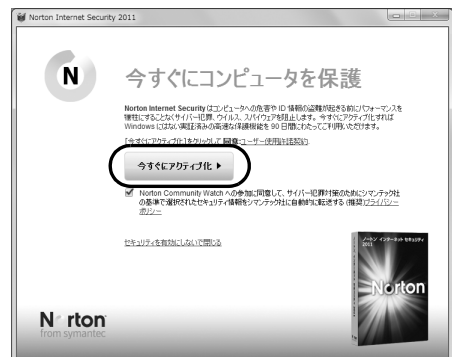 Norton Internet Security 2011
N
今すぐにコンピュータを保護
Norton Internet Security はコンピュータへの危害や ID 情報の盗難が起きる前にパフォーマンスを
犠牲にすることなくサイバー犯罪、ウイルス、スパイウェアを阻止します。今すぐにアクティブ化すれば
Windows にはない実証済みの高速な保護機能を 90 日間にわたってご利用いただけます。
[今すぐにアクティブ化]をクリックして同意:ユーザー使用許諾契約.
今すぐにアクティブ化
Norton Community Watch への参加に同意して、サイバー犯罪対策のためにシマンテック社
の基準で選択されたセキュリティ情報をシマンテック社に自動的に転送する (推奨)プライバシー
ポリシー
セキュリティを有効にしないで閉じる
ノートン インターネット セキュリティ
2011
Norton
Norton
from symantec